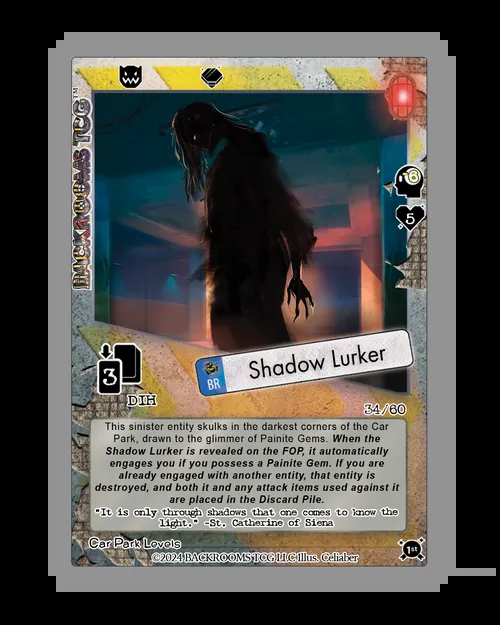 BACKROOMS TCG™
6
5
BR
Shadow Lurker
3
DIH
34/60
This sinister entity skulks in the darkest corners of the Car
Park, drawn to the glimmer of Painite Gems. When the
Shadow Lurker is revealed on the FOP, it automatically
engages you if you possess a Painite Gem. If you are
already engaged with another entity, that entity is
destroyed, and both it and any attack items used against it
are placed in the Discard Pile.
"It is only through shadows that one comes to know the
light." -St. Catherine of Siena
Car Park Levels
©2024 BACKROOMS TCG LLC Illus. Celiaber
1st